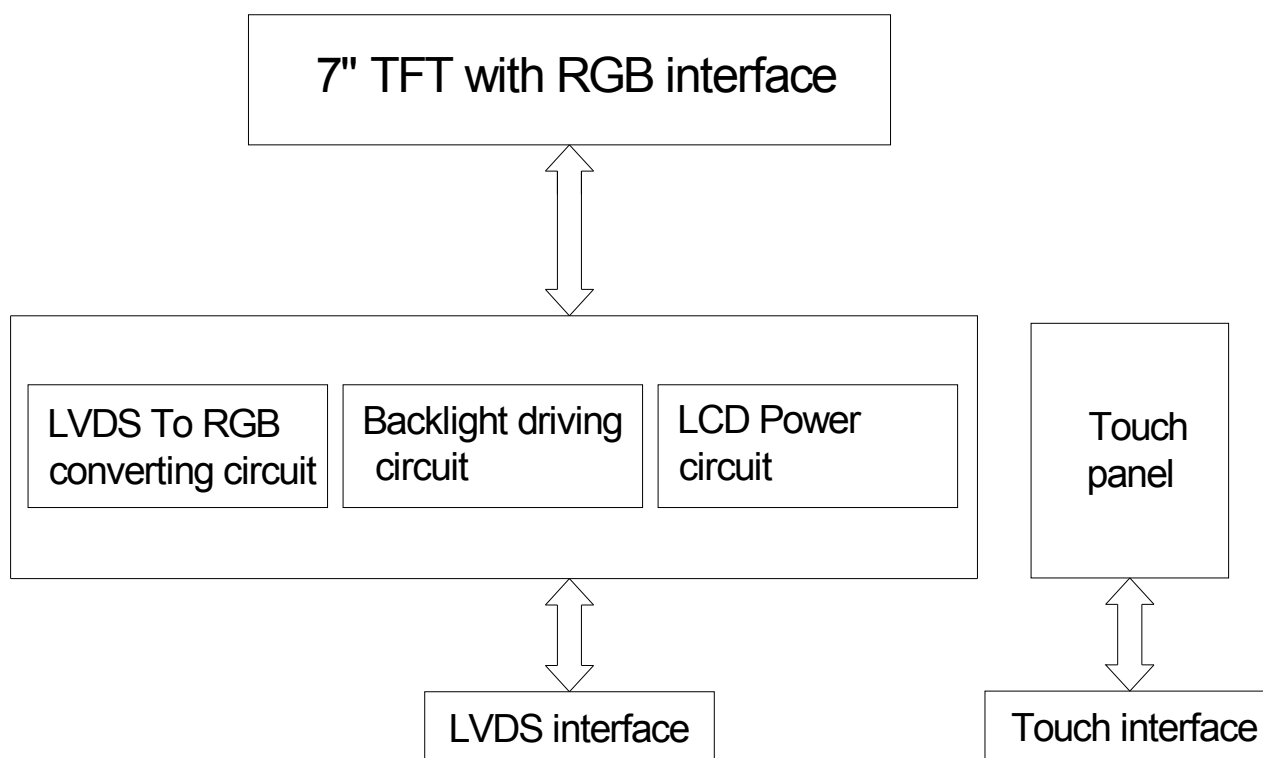 7" TFT with RGB interface
LVDS To RGB
converting circuit
Backlight driving
circuit
LCD Power
circuit
Touch
panel
LVDS interface
Touch interface